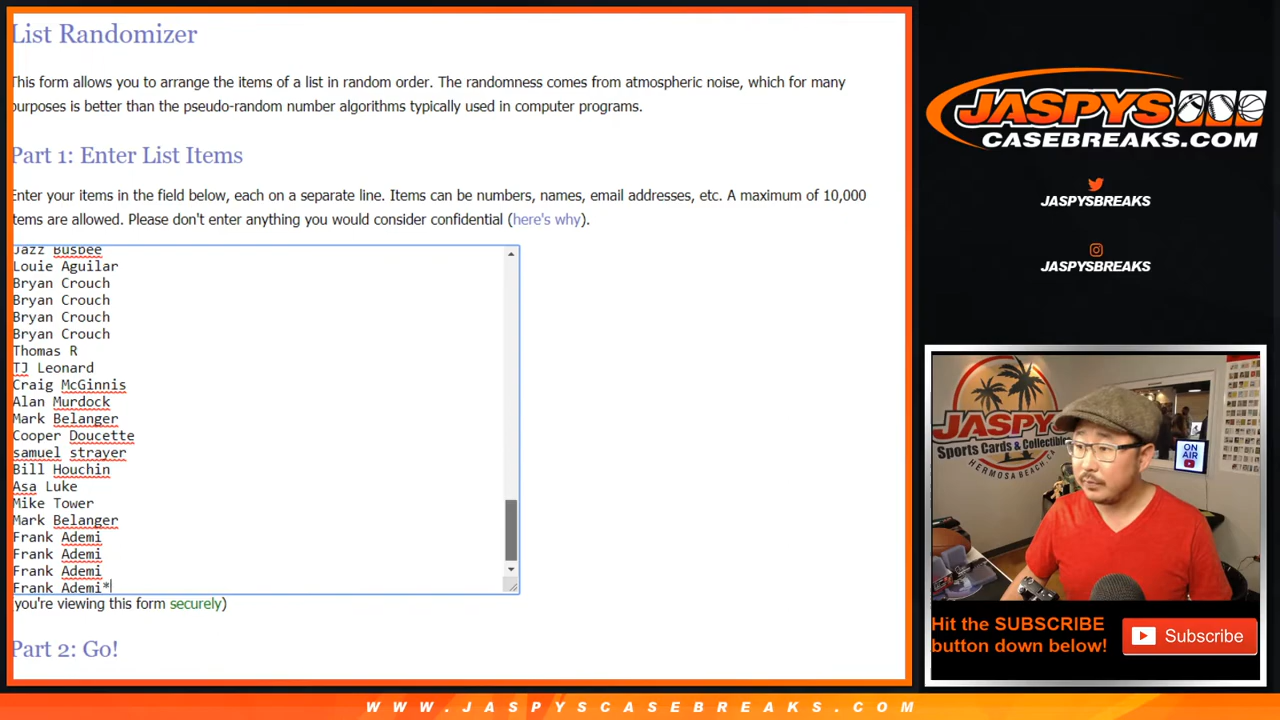 List Randomizer
This form allows you to arrange the items of a list in random order. The randomness comes from atmospheric noise, which for many
purposes is better than the pseudo-random number algorithms typically used in computer programs.
Part 1: Enter List Items
Enter your items in the field below, each on a separate line. Items can be numbers, names, email addresses, etc. A maximum of 10,000
items are allowed. Please don't enter anything you would consider confidential (here's why).
Jazz Busbee
Louie Aguilar
Bryan Crouch
Bryan Crouch
Bryan Crouch
Bryan Crouch
Thomas R
TJ Leonard
Craig McGinnis
Alan Murdock
Mark Belanger
Cooper Doucette
samuel strayer
Bill Houchin
Asa Luke
Mike Tower
Mark Belanger
Frank Ademi
Frank Ademi
Frank Ademi
Frank Ademi*
you're viewing this form securely)
Part 2: Go!
JASPYS
CASEBREAKS.COM
JASPYSBREAKS
JASPYSBREAKS
JASPYS
Sports Cards & Collectibles
HERMOSA BEACH, CA
ON
AIR
Hit the SUBSCRIBE
button down below!
Subscribe
WWW.JASPYSCASEBREAKS.COM